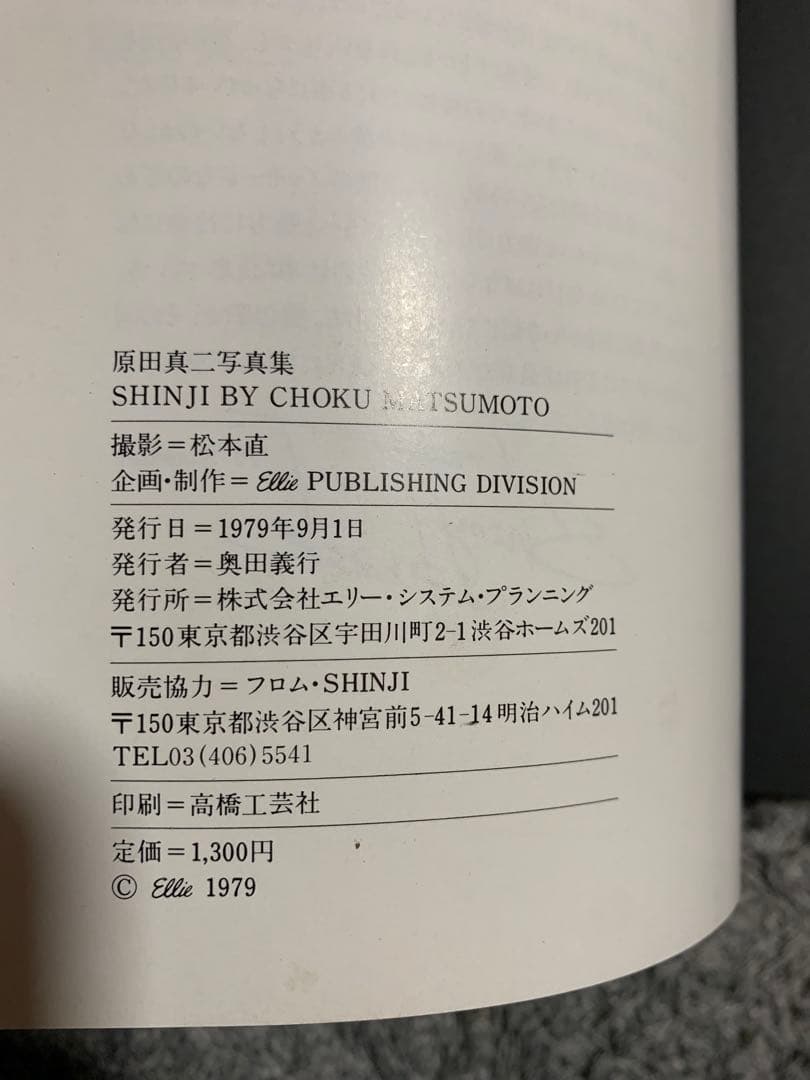 原田真二写真集
SHINJI BY CHOKU MATSUMOTO
撮影＝松本直
企画・制作＝Ellie PUBLISHING DIVISION
発行日＝1979年9月1日
発行者＝奥田義行
発行所＝株式会社エリー・システム・プランニング
〒150東京都渋谷区宇田川町2-1渋谷ホームズ201
販売協力＝フロム・SHINJI
〒150東京都渋谷区神宮前5-41-14明治ハイム201
TEL03(406)5541
印刷＝高橋工芸社
定価＝1,300円
© Ellie 1979